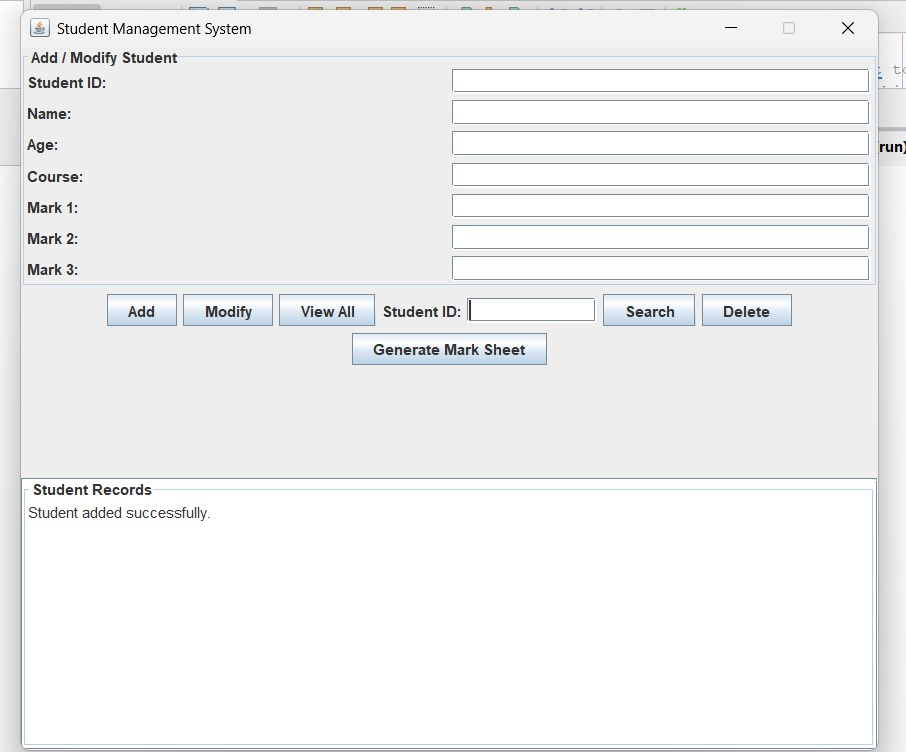 Student Management System
Add / Modify Student
Student ID:
Name:
Age:
Course:
Mark 1:
Mark 2:
Mark 3:
Add Modify View All Student ID: Search Delete
Generate Mark Sheet
Student Records
Student added successfully.
run)